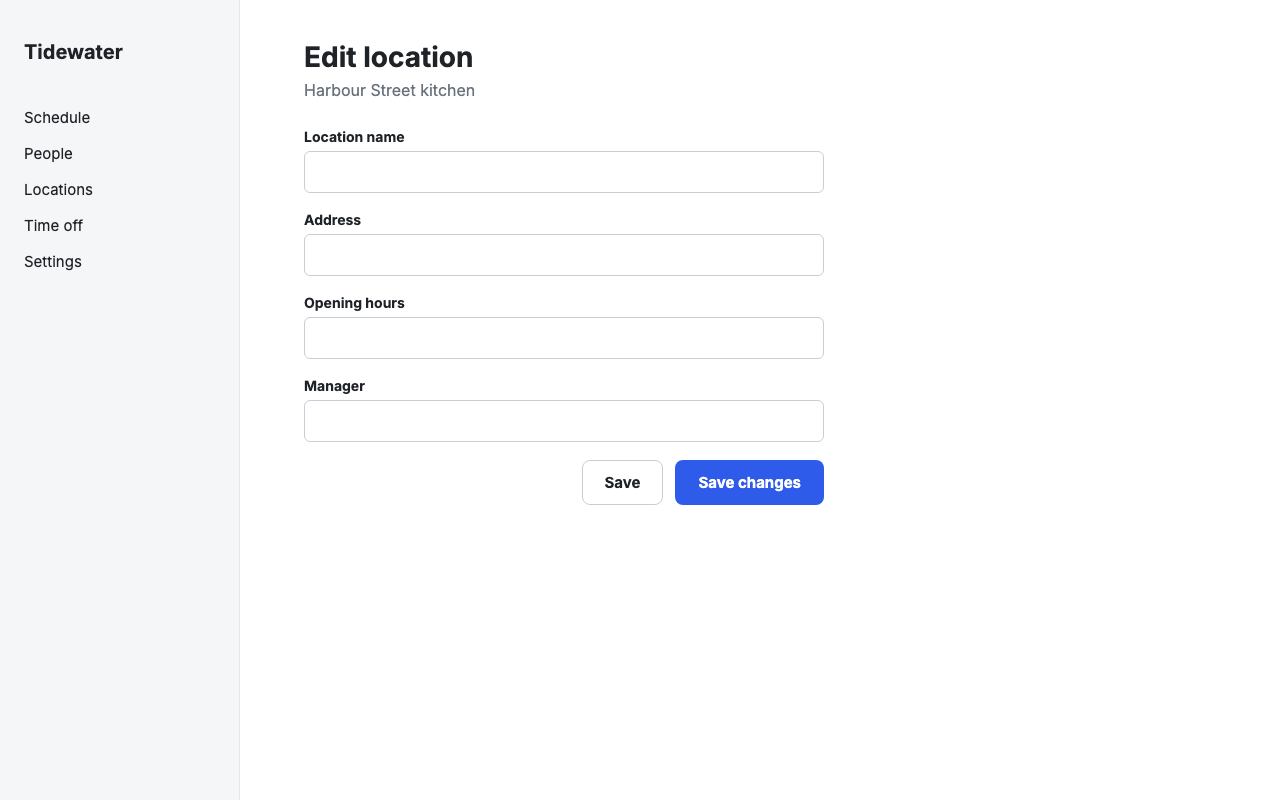 Tidewater
Schedule
People
Locations
Time off
Settings
Edit location
Harbour Street kitchen
Location name
Address
Opening hours
Manager
Save
Save changes